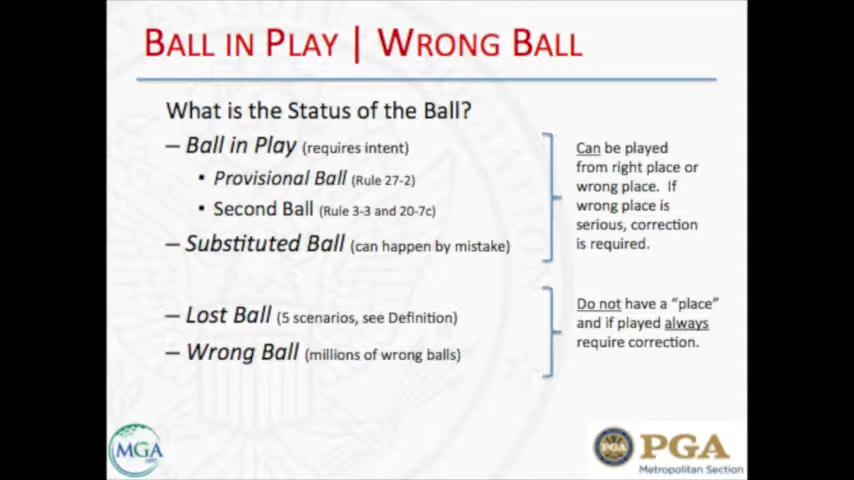 BALL IN PLAY | WRONG BALL
What is the Status of the Ball?
– Ball in Play (requires intent)
• Provisional Ball (Rule 27-2)
• Second Ball (Rule 3-3 and 20-7c)
– Substituted Ball (can happen by mistake)
Can be played
from right place or
wrong place. If
wrong place is
serious, correction
is required.
– Lost Ball (5 scenarios, see Definition)
– Wrong Ball (millions of wrong balls)
Do not have a “place”
and if played always
require correction.
MGA
PGA
Metropolitan Section